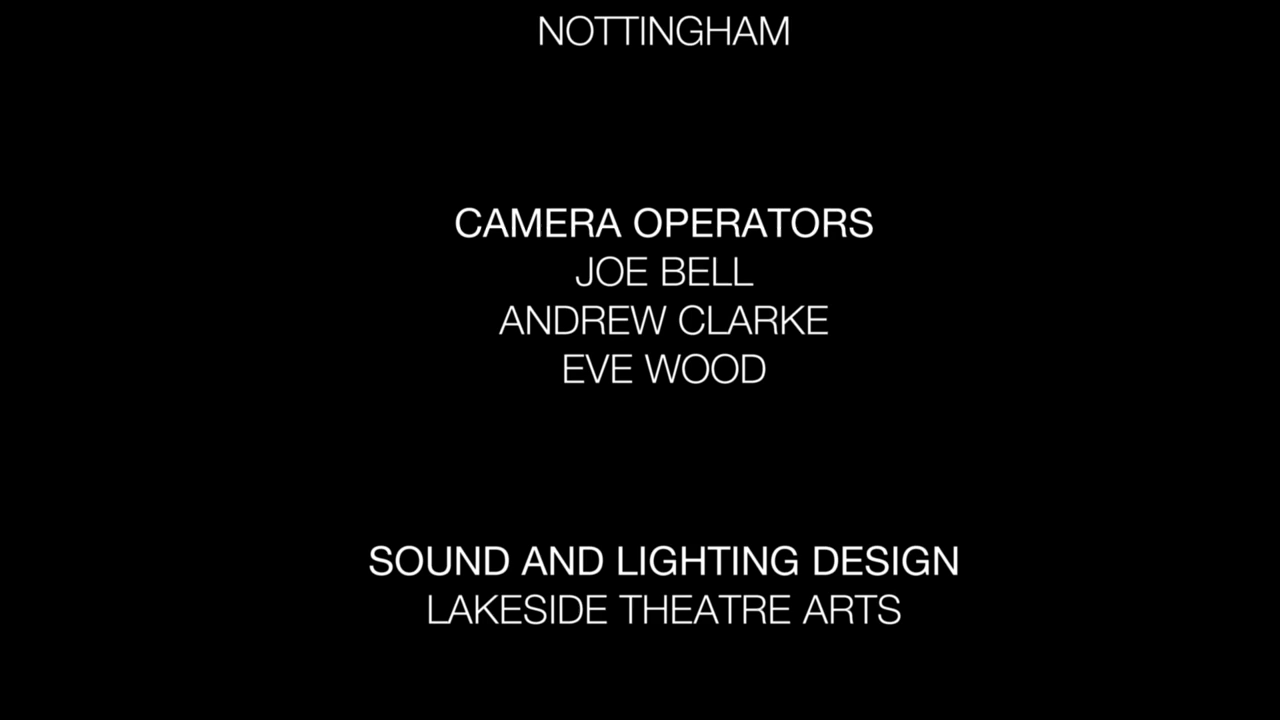 NOTTINGHAM
CAMERA OPERATORS
JOE BELL
ANDREW CLARKE
EVE WOOD
SOUND AND LIGHTING DESIGN
LAKESIDE THEATRE ARTS